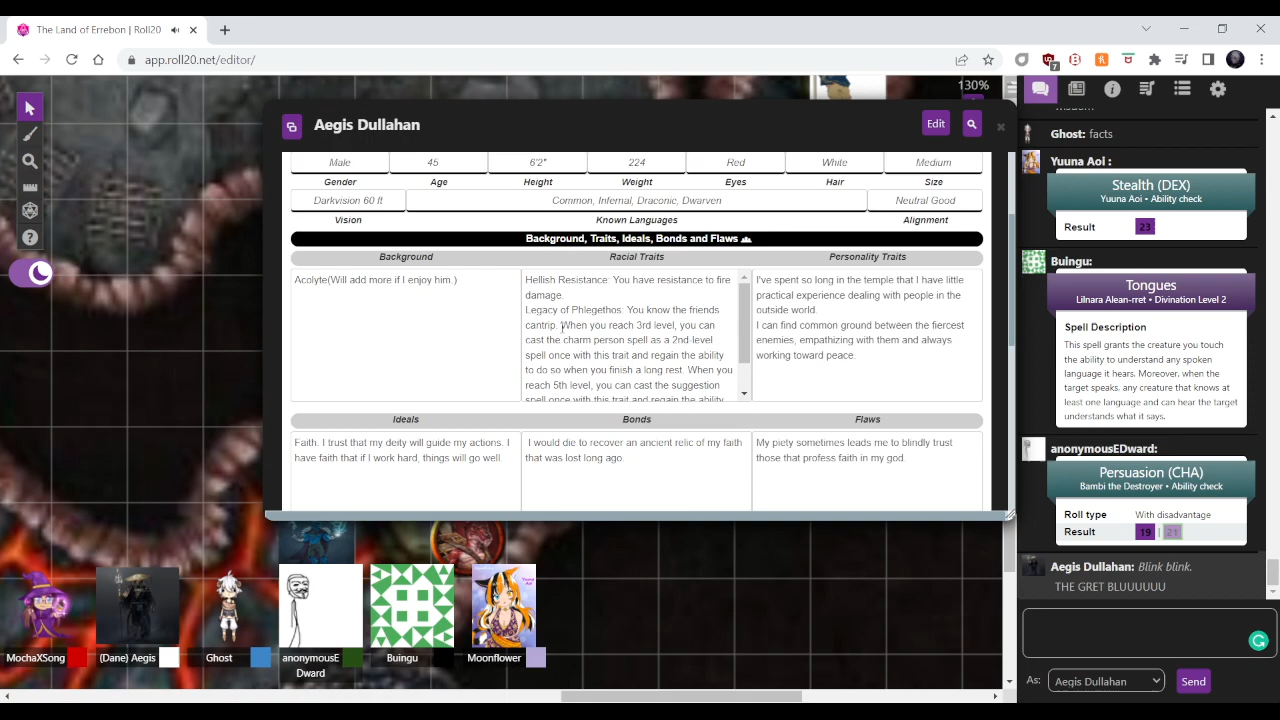 The Land of Errebon | Roll20
app.roll20.net/editor/
7
130%
Aegis Dullahan
Edit
Male 45 6'2" 224 Red White Medium
Gender Age Height Weight Eyes Hair Size
Darkvision 60 ft Common, Infernal, Draconic, Dwarven Neutral Good
Vision Known Languages Alignment
Background, Traits, Ideals, Bonds and Flaws
Background Racial Traits Personality Traits
Acolyte(Will add more if I enjoy him.)
Hellish Resistance: You have resistance to fire
damage.
Legacy of Phlegethos: You know the friends
cantrip. When you reach 3rd level, you can
cast the charm person spell as a 2nd-level
spell once with this trait and regain the ability
to do so when you finish a long rest. When you
reach 5th level, you can cast the suggestion
spell once with this trait and regain the ability
I've spent so long in the temple that I have little
practical experience dealing with people in the
outside world.
I can find common ground between the fiercest
enemies, empathizing with them and always
working toward peace.
Ideals Bonds Flaws
Faith. I trust that my deity will guide my actions. I
have faith that if I work hard, things will go well.
I would die to recover an ancient relic of my faith
that was lost long ago.
My piety sometimes leads me to blindly trust
those that profess faith in my god.
MochaXSong
(Dane) Aegis
Ghost
anonymousE
Dward
Buingu
Moonflower
Ghost: facts
Yuuna Aoi :
Stealth (DEX)
Yuuna Aoi • Ability check
Result 23
Buingu:
Tongues
Lilnara Alean-rret • Divination Level 2
Spell Description
This spell grants the creature you touch
the ability to understand any spoken
language it hears. Moreover, when the
target speaks, any creature that knows at
least one language and can hear the target
understands what it says.
anonymousEDward:
Persuasion (CHA)
Bambi the Destroyer • Ability check
Roll type With disadvantage
Result 19 | 21
Aegis Dullahan: Blink blink.
THE GRET BLUUUUUU
As: Aegis Dullahan Send